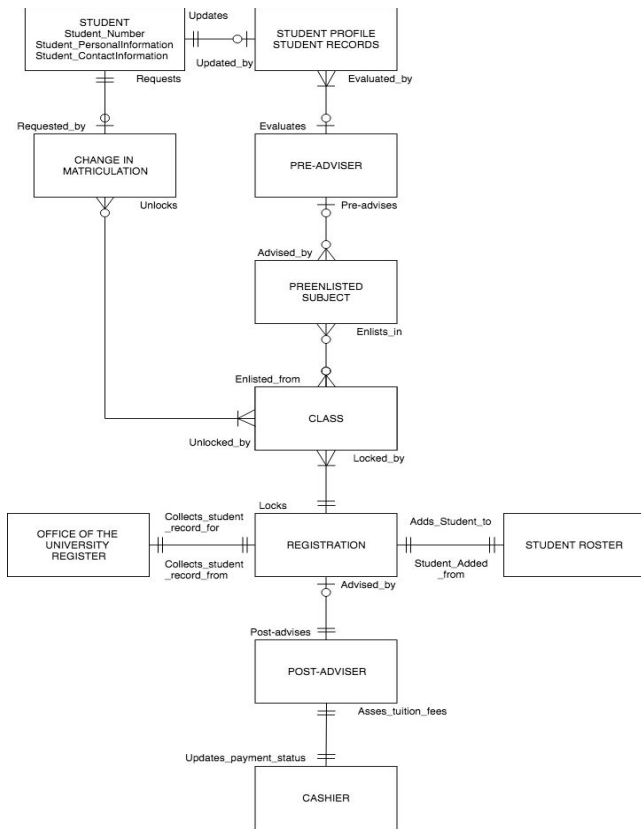 STUDENT
Student_Number
Student_PersonalInformation
Student_ContactInformation
Updates
Updated_by
STUDENT PROFILE
STUDENT RECORDS
Requests
Evaluated_by
Requested_by
Evaluates
CHANGE IN
MATRICULATION
PRE-ADVISER
Unlocks
Pre-advises
Advised_by
PREENLISTED
SUBJECT
Enlists_in
Enlisted_from
CLASS
Unlocked_by
Locked_by
Locks
OFFICE OF THE
UNIVERSITY
REGISTER
Collects_student
_record_for
Collects_student
_record_from
REGISTRATION
Adds_Student_to
Student_Added
_from
STUDENT ROSTER
Advised_by
Post-advises
POST-ADVISER
Asses_tuition_fees
Updates_payment_status
CASHIER